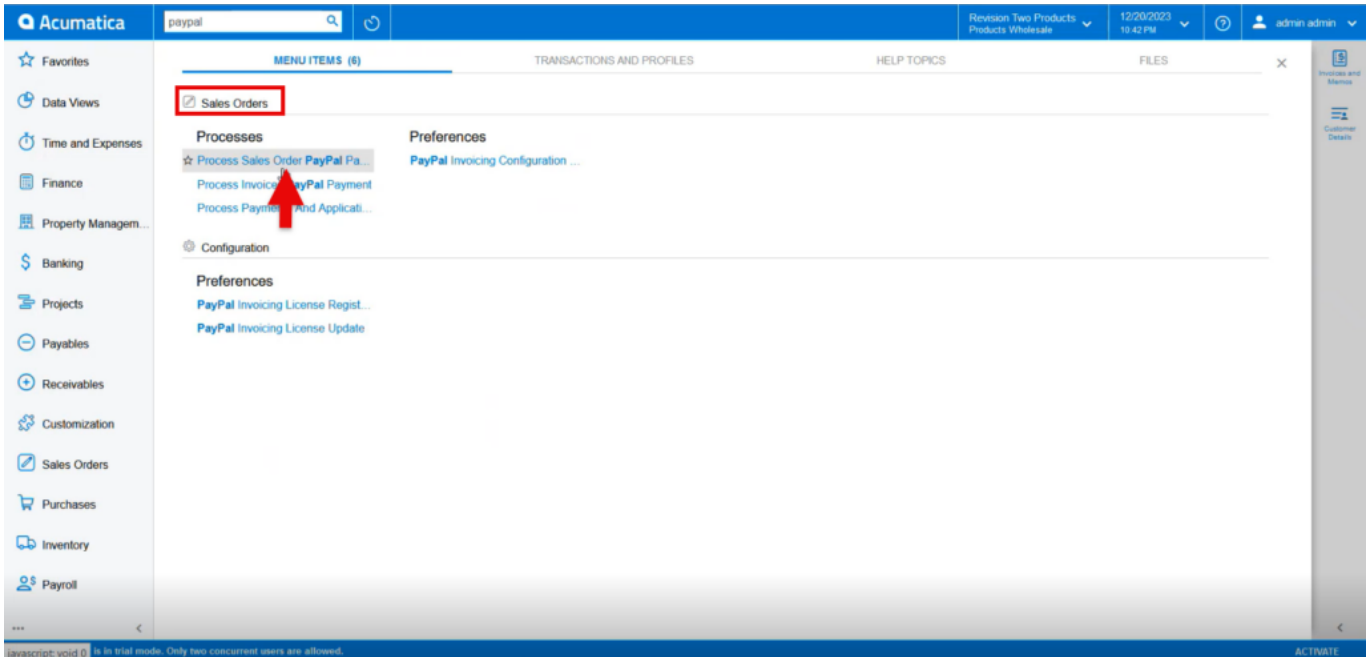 Acumatica
paypal
Revision Two Products
Products Wholesale
12/20/2023
10:42 PM
admin admin
Favorites
Data Views
Time and Expenses
Finance
Property Managem...
Banking
Projects
Payables
Receivables
Customization
Sales Orders
Purchases
Inventory
Payroll
MENU ITEMS (6)
TRANSACTIONS AND PROFILES
HELP TOPICS
FILES
Sales Orders
Processes
Process Sales Order PayPal Pa...
Process Invoice PayPal Payment
Process Payments And Applicati...
Preferences
PayPal Invoicing Configuration ...
Configuration
Preferences
PayPal Invoicing License Regist...
PayPal Invoicing License Update
Invoices and
Memos
Customer
Details
javascript: void 0
is in trial mode. Only two concurrent users are allowed.
ACTIVATE